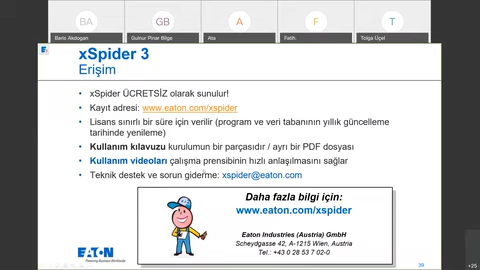 BA
GB
A
F
T
Baris Akdogan
Gulnur Pinar Bilge
Ata
Fatih.
Tolga Üçel
xSpider 3
Erişim
• xSpider ÜCRETSİZ olarak sunulur!
• Kayıt adresi: www.eaton.com/xspider
• Lisans sınırlı bir süre için verilir (program ve veri tabanının yıllık güncelleme
tarihinde yenileme)
• Kullanım kılavuzu kurulumun bir parçasıdır / ayrı bir PDF dosyası
• Kullanım videoları çalışma prensibinin hızlı anlaşılmasını sağlar
• Teknik destek ve sorun giderme: xspider@eaton.com
Daha fazla bilgi için:
www.eaton.com/xspider
Eaton Industries (Austria) GmbH
Scheydgasse 42, A-1215 Wien, Austria
Tel.: +43 0 28 53 7 02-0
EATON
Powering Business Worldwide
39
+25